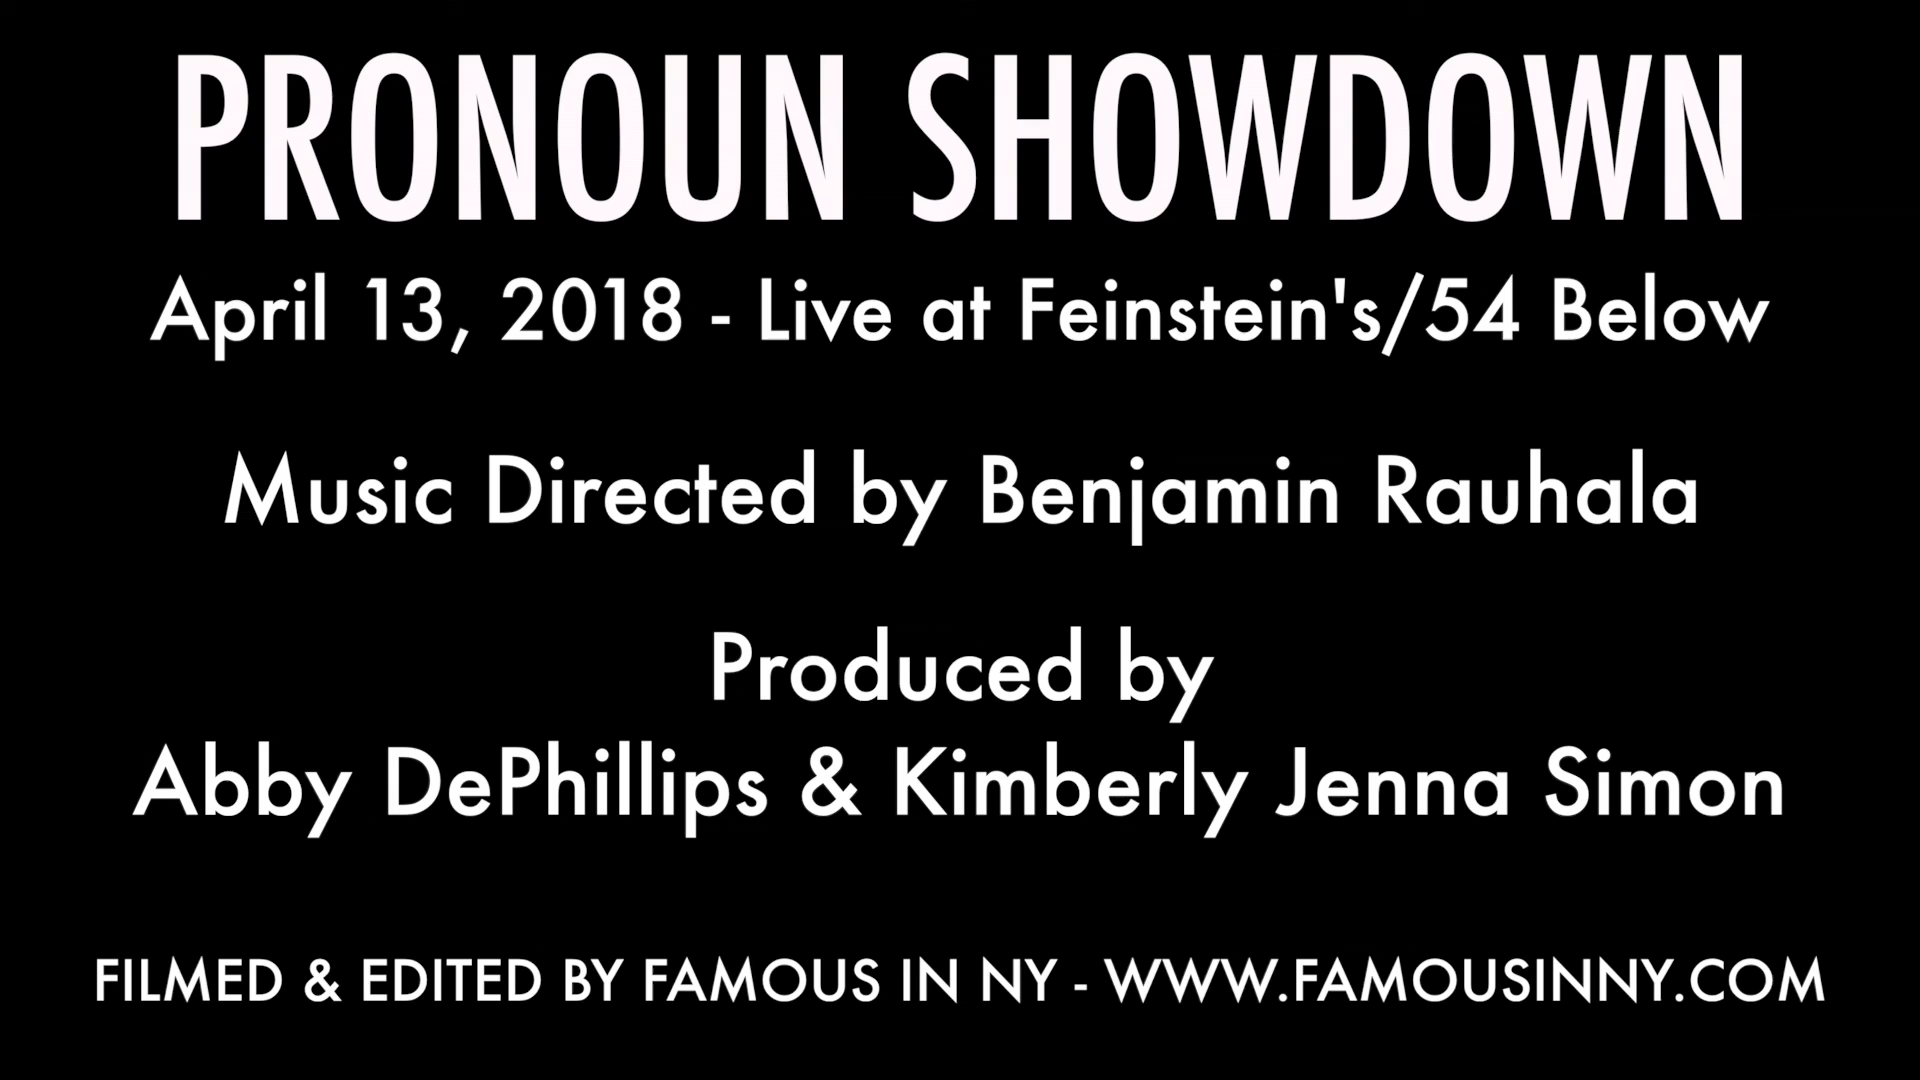 PRONOUN SHOWDOWN
April 13, 2018 - Live at Feinstein's/54 Below
Music Directed by Benjamin Rauhala
Produced by
Abby DePhillips & Kimberly Jenna Simon
FILMED & EDITED BY FAMOUS IN NY - WWW.FAMOUSINNY.COM